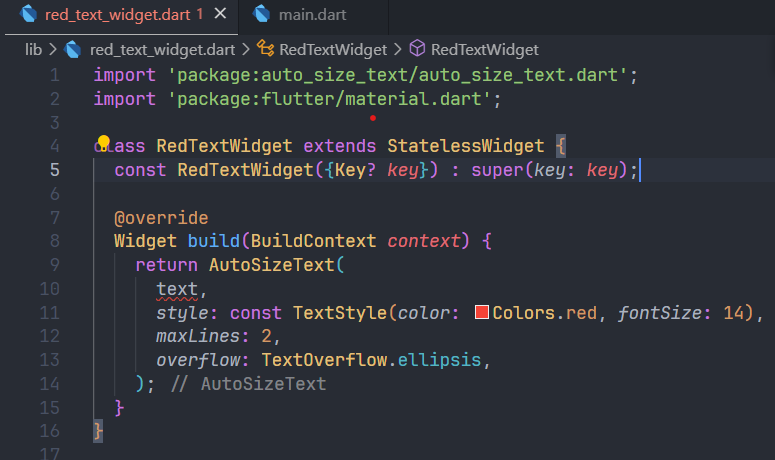 red_text_widget.dart 1 ×
main.dart
lib > red_text_widget.dart > RedTextWidget > RedTextWidget
1 import 'package:auto_size_text/auto_size_text.dart';
2 import 'package:flutter/material.dart';
3
4 class RedTextWidget extends StatelessWidget {
5 const RedTextWidget({Key? key}) : super(key: key);
6
7 @override
8 Widget build(BuildContext context) {
9 return AutoSizeText(
10 text,
11 style: const TextStyle(color: Colors.red, fontSize: 14),
12 maxLines: 2,
13 overflow: TextOverflow.ellipsis,
14 ); // AutoSizeText
15 }
16 }
17